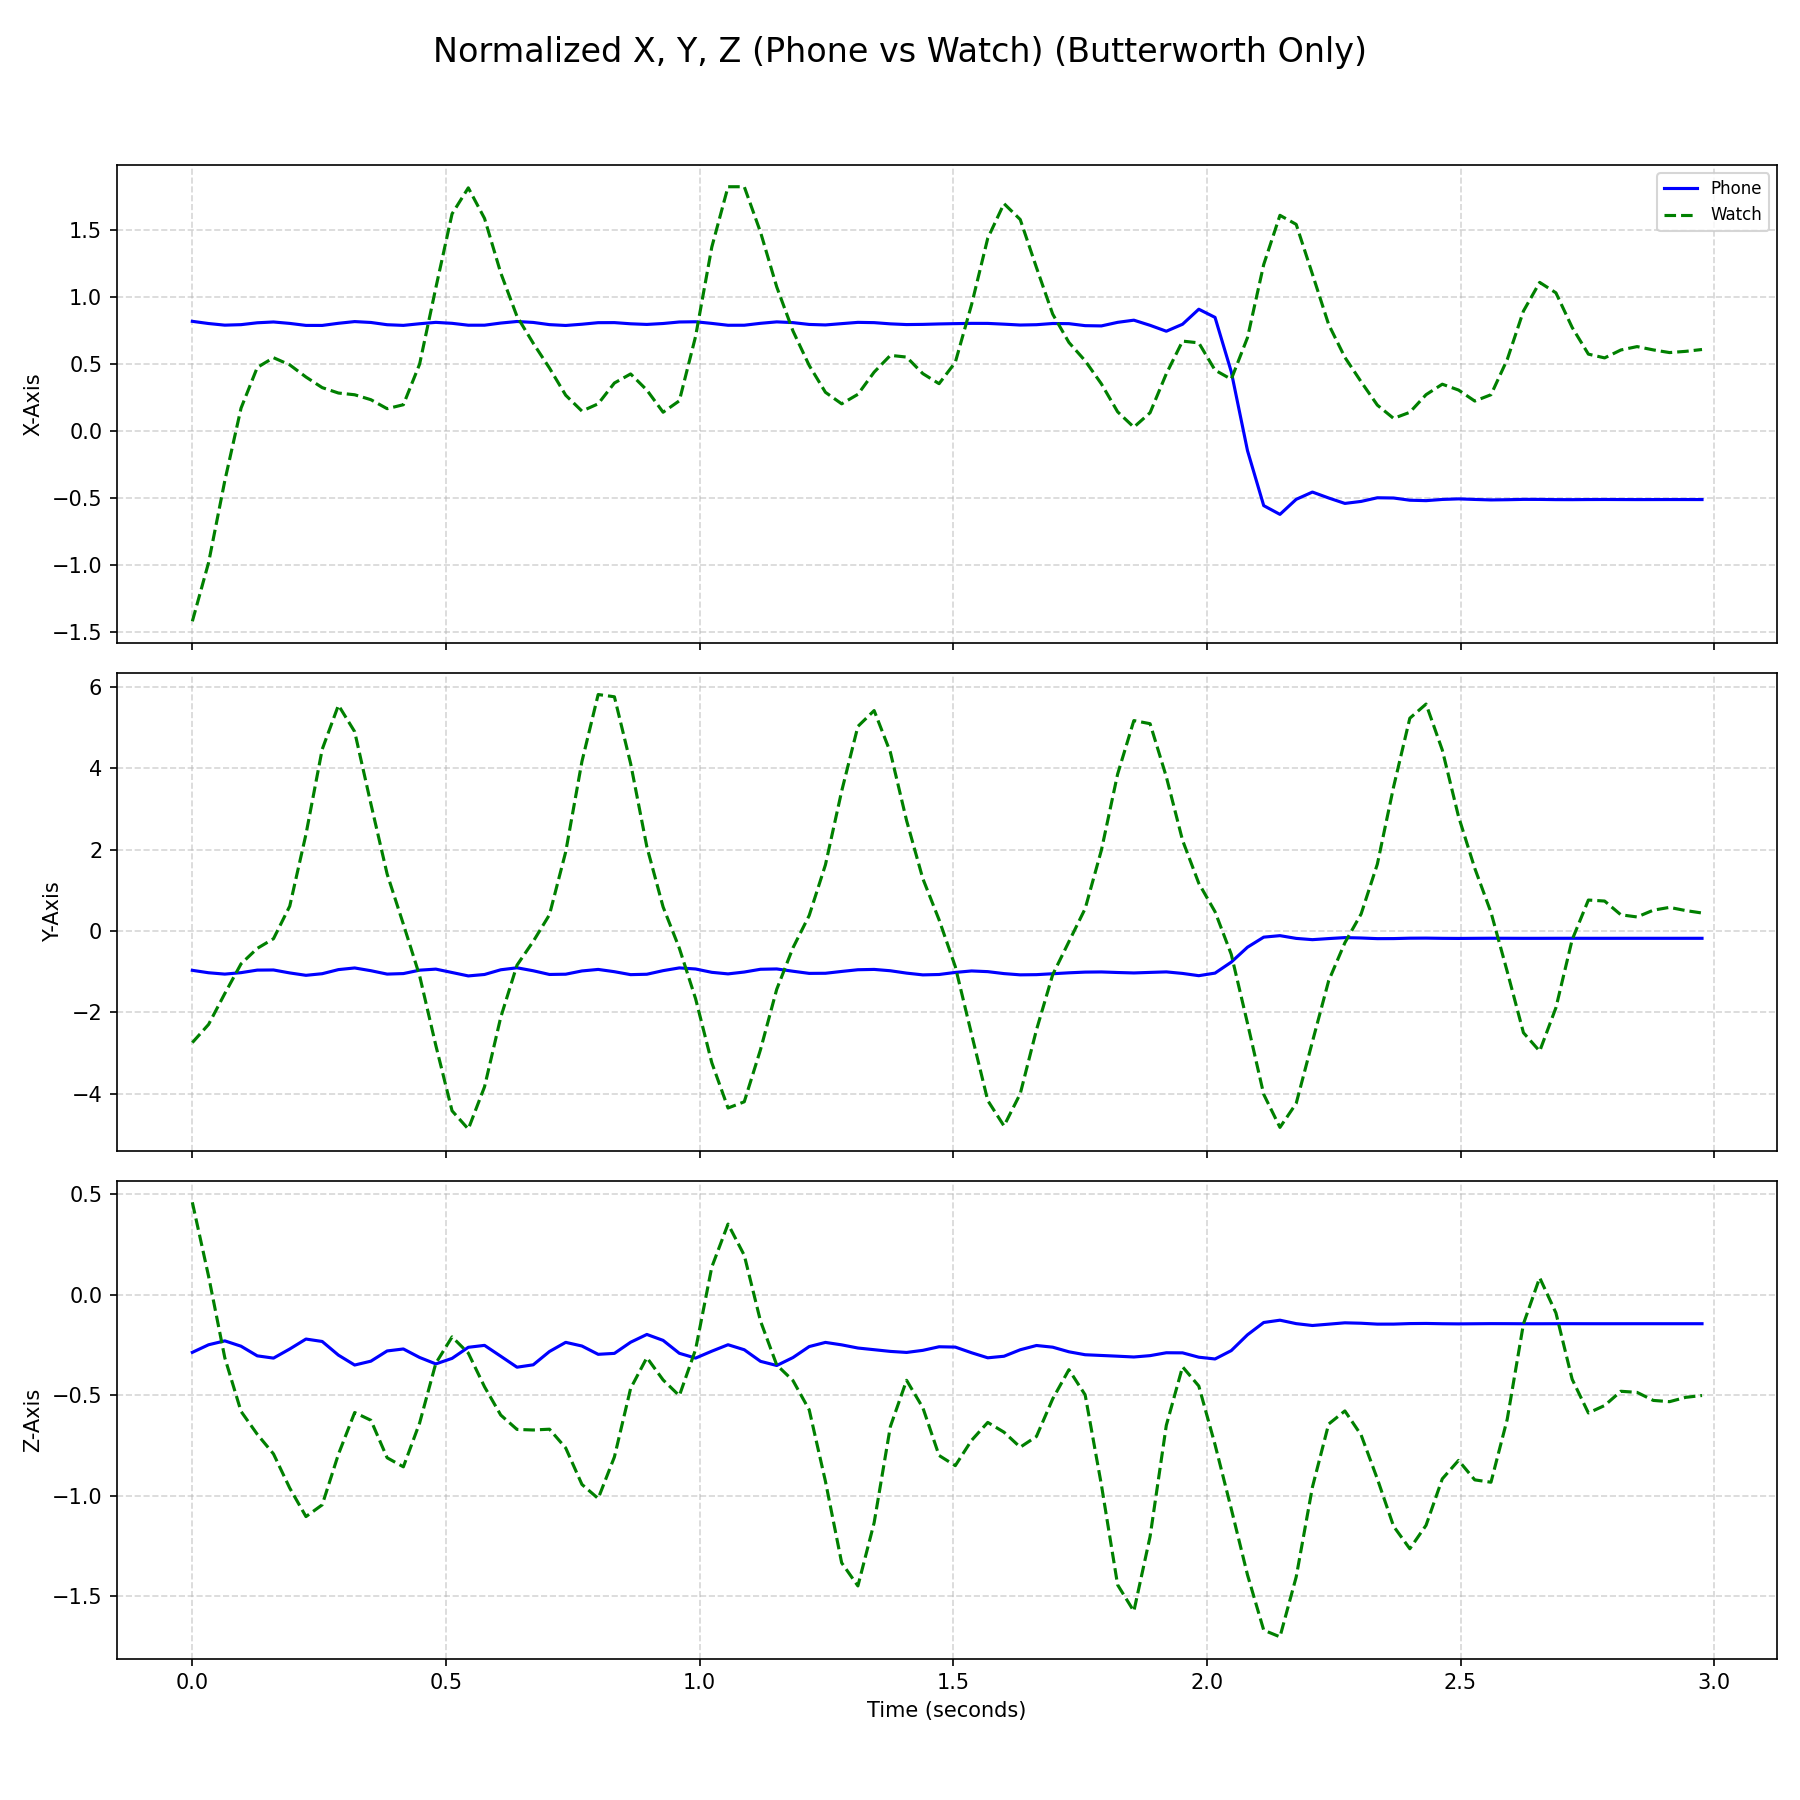 Normalized X, Y, Z (Phone vs Watch) (Butterworth Only)
Phone
Watch
1.5
1.0
0.5
0.0
−0.5
−1.0
−1.5
X-Axis
6
4
2
0
−2
−4
Y-Axis
0.5
0.0
−0.5
−1.0
−1.5
Z-Axis
0.0 0.5 1.0 1.5 2.0 2.5 3.0
Time (seconds)